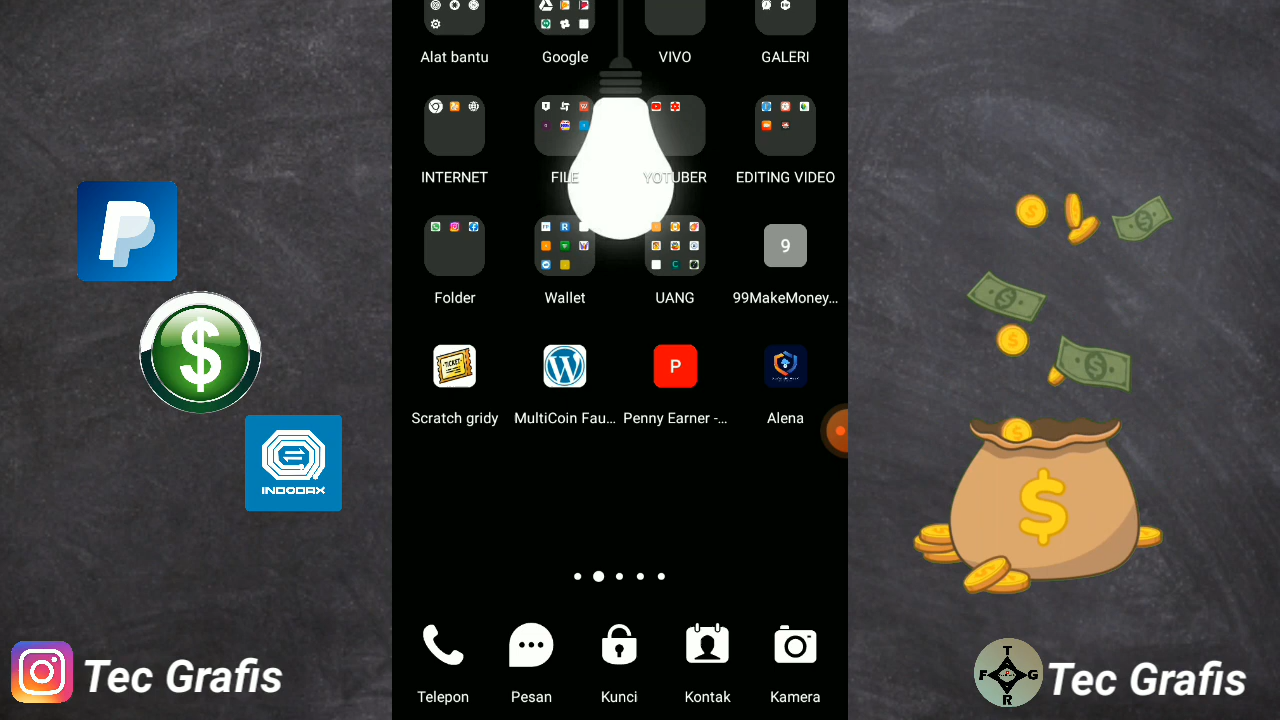 Alat bantu Google VIVO GALERI
INTERNET FILE YOTUBER EDITING VIDEO
Folder Wallet UANG 9
99MakeMoney...
TICKET P
Scratch gridy MultiCoin Fau... Penny Earner -... Alena
INDODAX
Telepon Pesan Kunci Kontak Kamera
Tec Grafis
T
F G
R
Tec Grafis